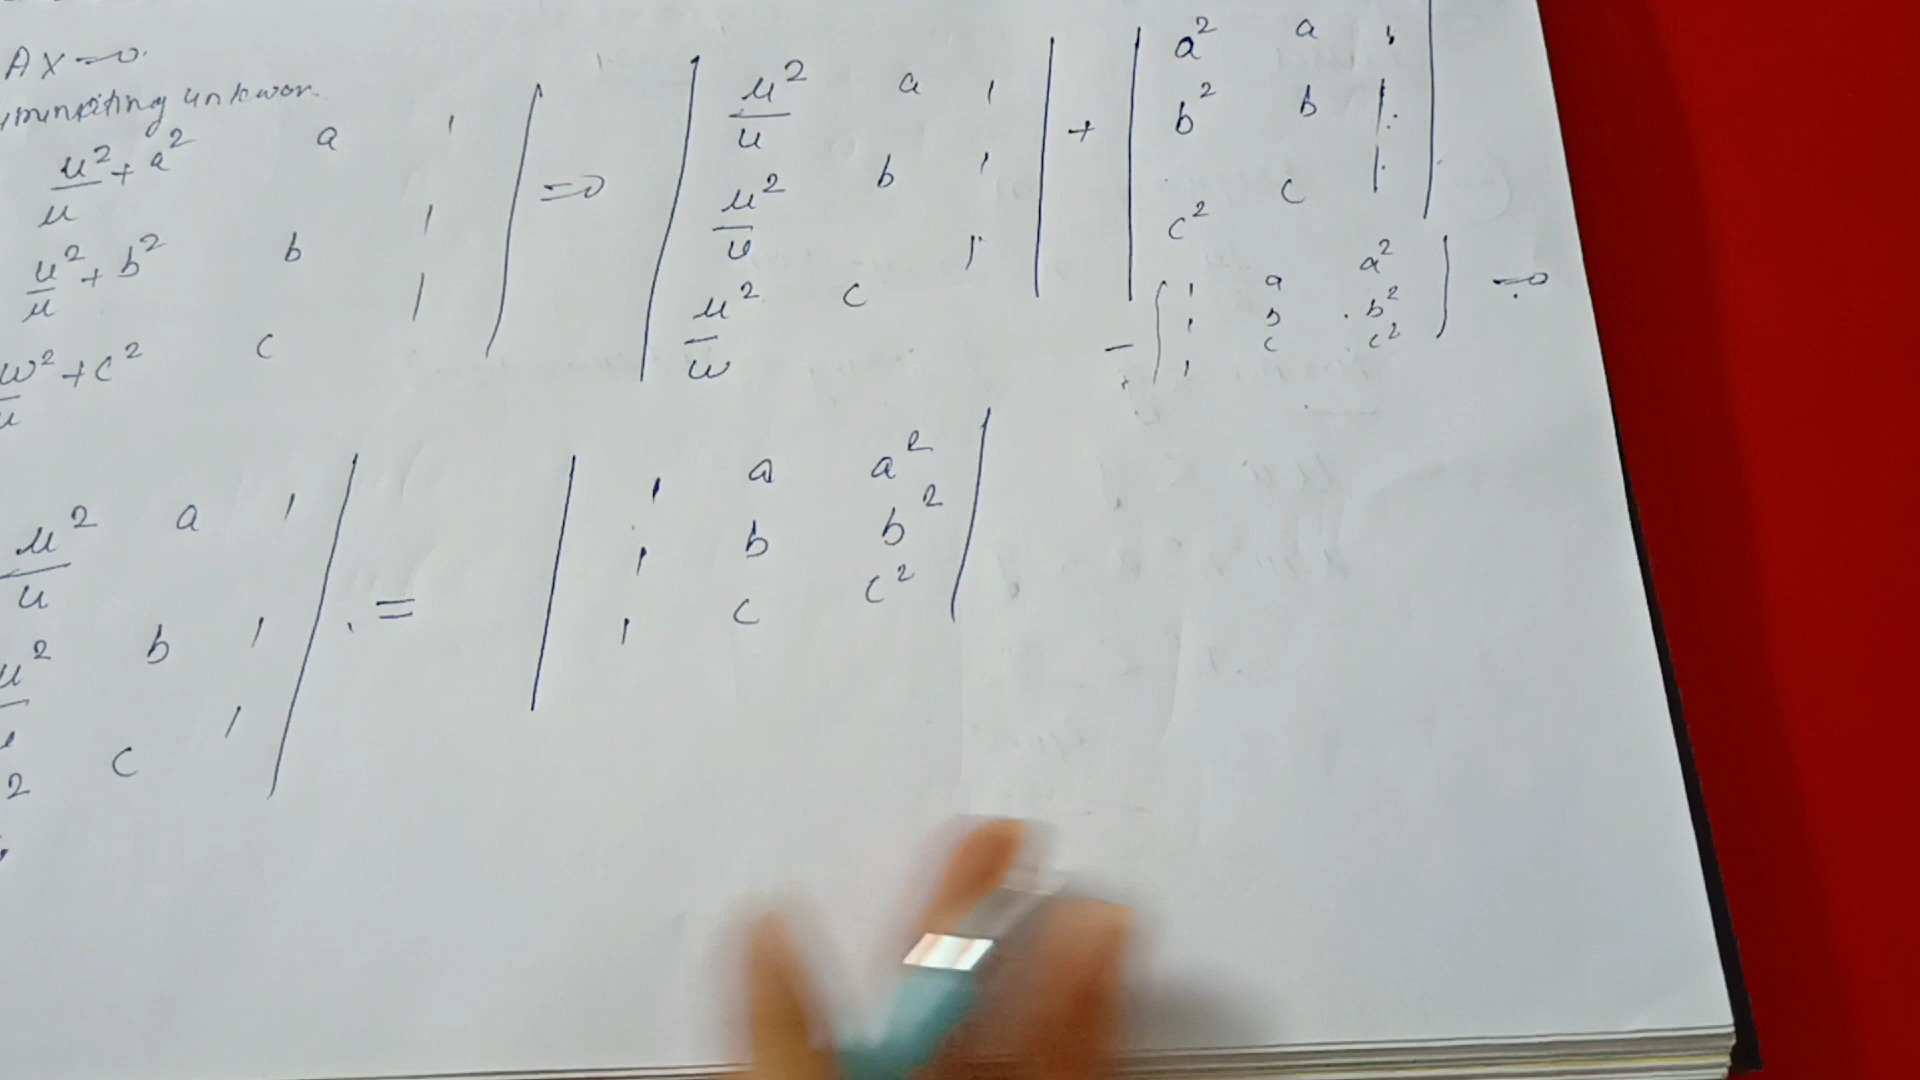 AX=0.
unknown.
u²/u + a² a 1
u²/u + b² b 1
w²/u + c² c 1
=0
u²/u a 1
u²/u b 1
u²/w c 1
+
a² a 1
b² b 1
c² c 1
- 1 a a²
1 b b²
1 c c²
=0
u²/u a 1
u² b 1
2 c 1
=
1 a a²
1 b b²
1 c c²